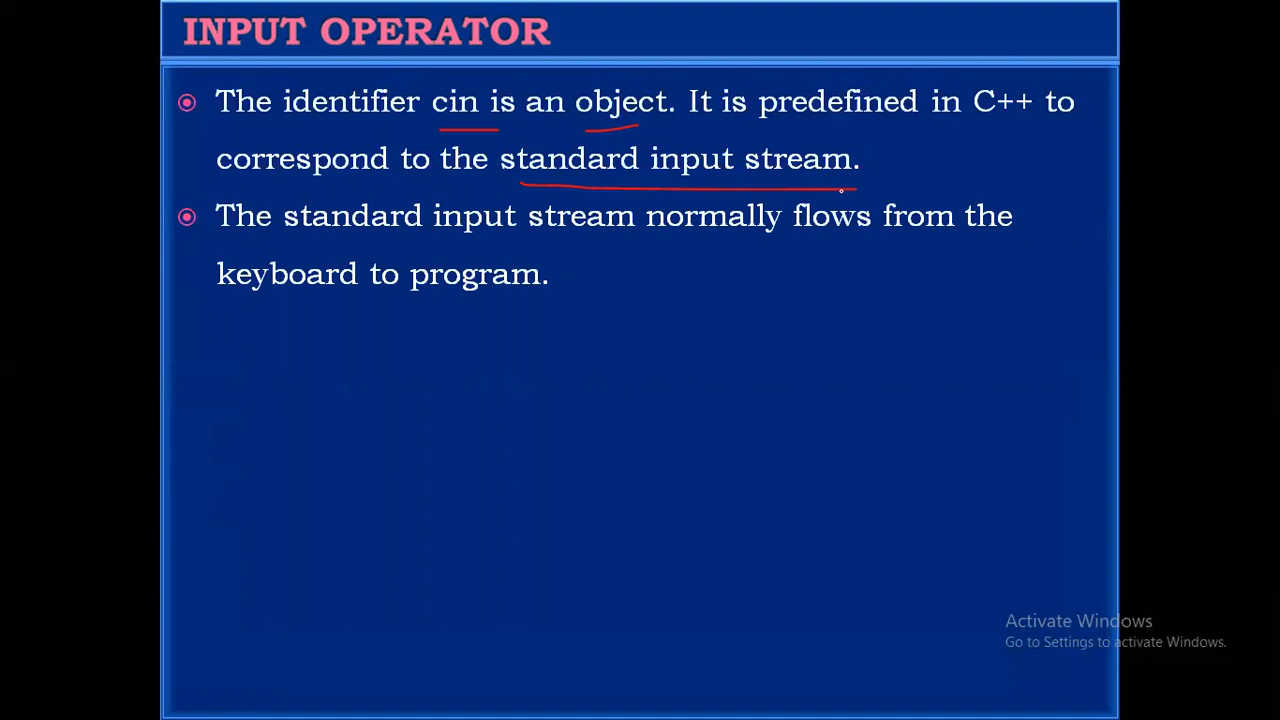 INPUT OPERATOR
The identifier cin is an object. It is predefined in C++ to
correspond to the standard input stream.
The standard input stream normally flows from the
keyboard to program.
Activate Windows
Go to Settings to activate Windows.